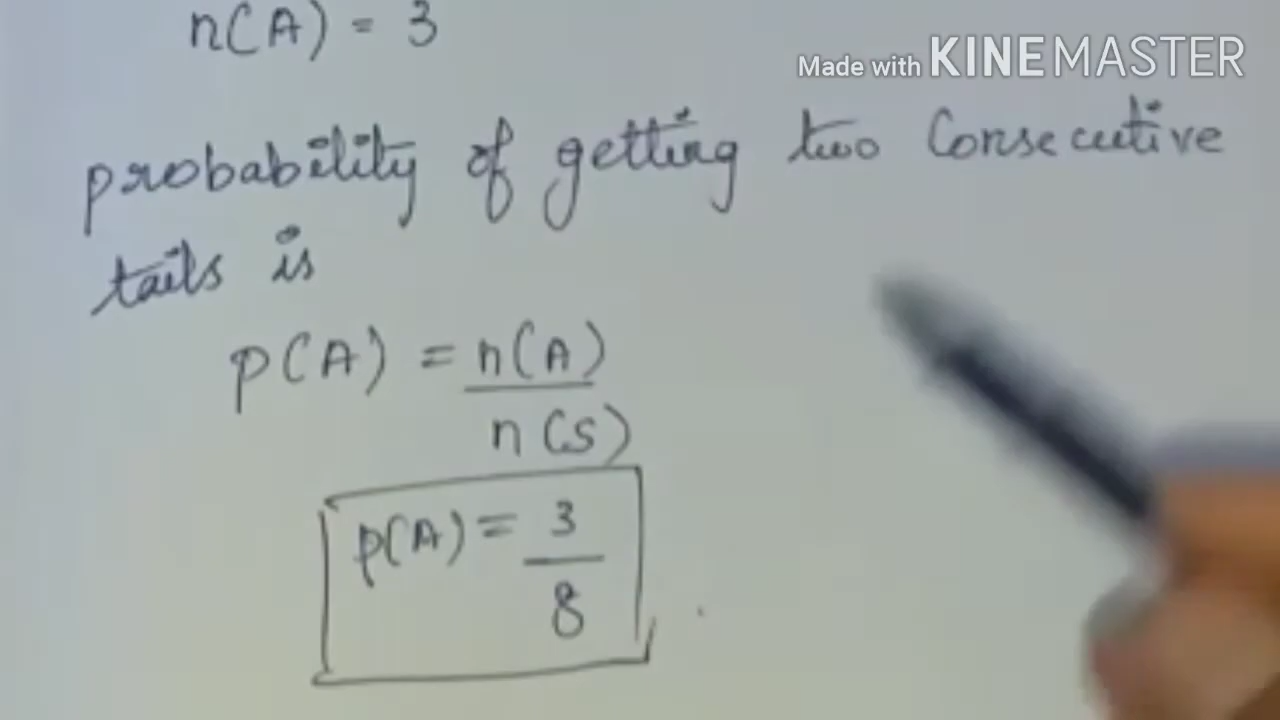 n(A) = 3
Made with KINEMASTER
probability of getting two Consecutive
tails is
p(A) = n(A)
n(S)
p(A) = 3
8